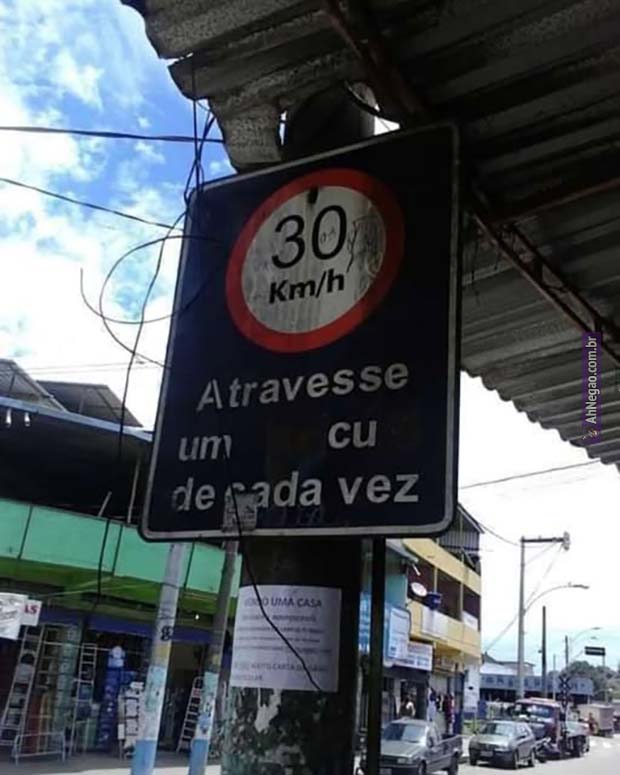 30
Km/h
Atravesse
um cu
de cada vez
VENDO UMA CASA
AhNegao.com.br